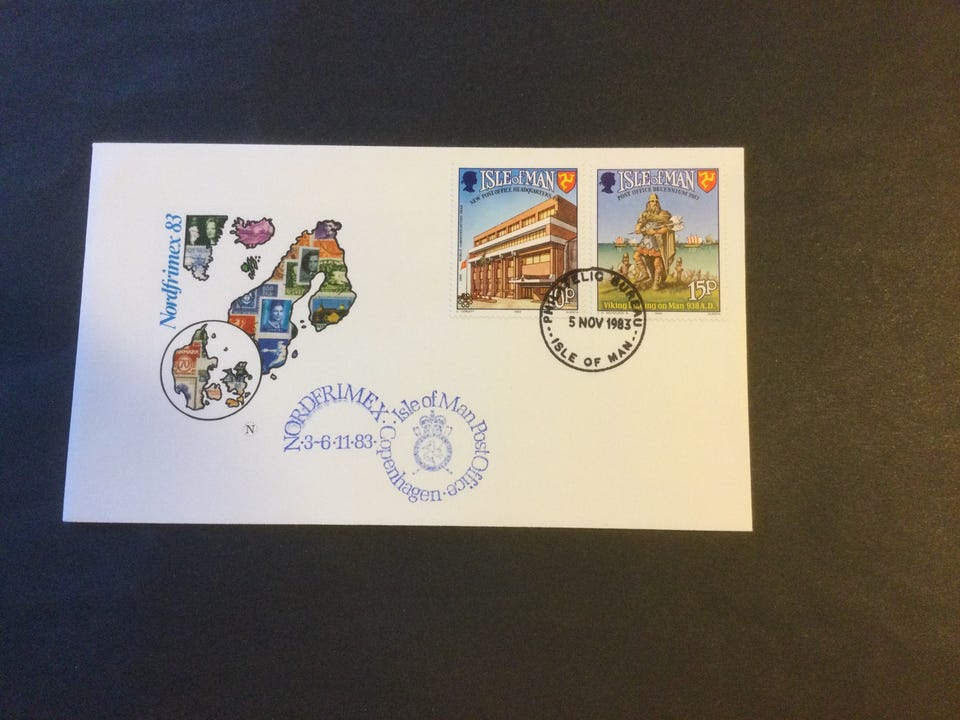 Nordfrimex 83
N
ISLE of MAN
NEW POST OFFICE HEADQUARTERS
ISLE of MAN
POST OFFICE DECENNIUM 1983
15p
Viking Landing on Man 938 A.D.
PHILATELIC BUREAU
5 NOV 1983
ISLE OF MAN
NORDFRIMEX
·3-6·11·83·
Isle of Man Post Office
Copenhagen